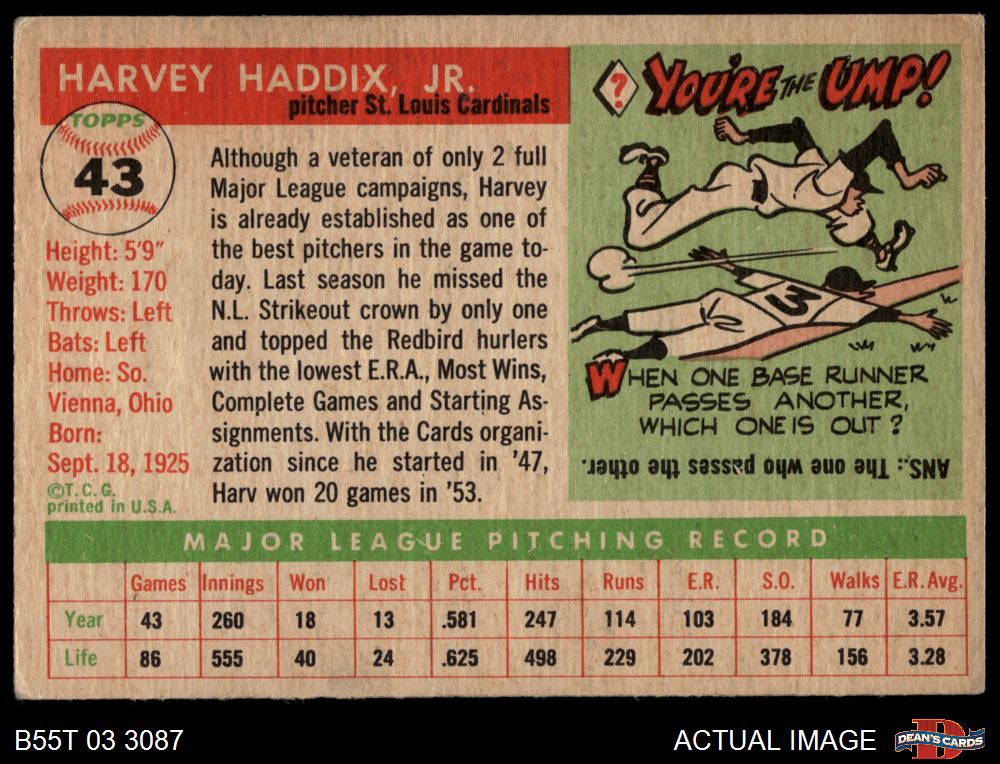 HARVEY HADDIX, JR.
pitcher St. Louis Cardinals
TOPPS
43
Height: 5'9"
Weight: 170
Throws: Left
Bats: Left
Home: So.
Vienna, Ohio
Born:
Sept. 18, 1925
©T.C.G.
printed in U.S.A.
Although a veteran of only 2 full
Major League campaigns, Harvey
is already established as one of
the best pitchers in the game to-
day. Last season he missed the
N.L. Strikeout crown by only one
and topped the Redbird hurlers
with the lowest E.R.A., Most Wins,
Complete Games and Starting As-
signments. With the Cards organi-
zation since he started in '47,
Harv won 20 games in '53.
? YOU'RE THE UMP!
3
WHEN ONE BASE RUNNER
PASSES ANOTHER,
WHICH ONE IS OUT?
ANS.: The one who passes the other.
MAJOR LEAGUE PITCHING RECORD
Games Innings Won Lost Pct. Hits Runs E.R. S.O. Walks E.R. Avg.
Year 43 260 18 13 .581 247 114 103 184 77 3.57
Life 86 555 40 24 .625 498 229 202 378 156 3.28
B55T 03 3087
ACTUAL IMAGE
D
DEAN'S CARDS